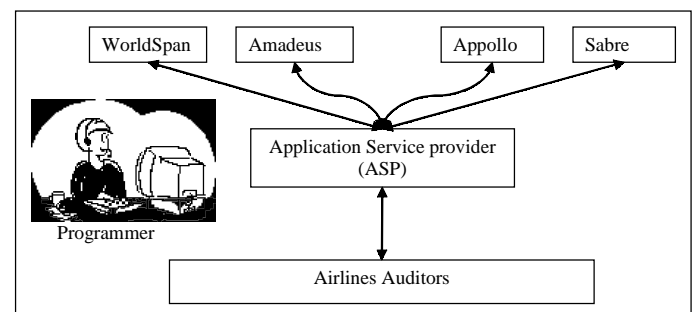 WorldSpan
Amadeus
Appollo
Sabre
Application Service provider
(ASP)
Programmer
Airlines Auditors